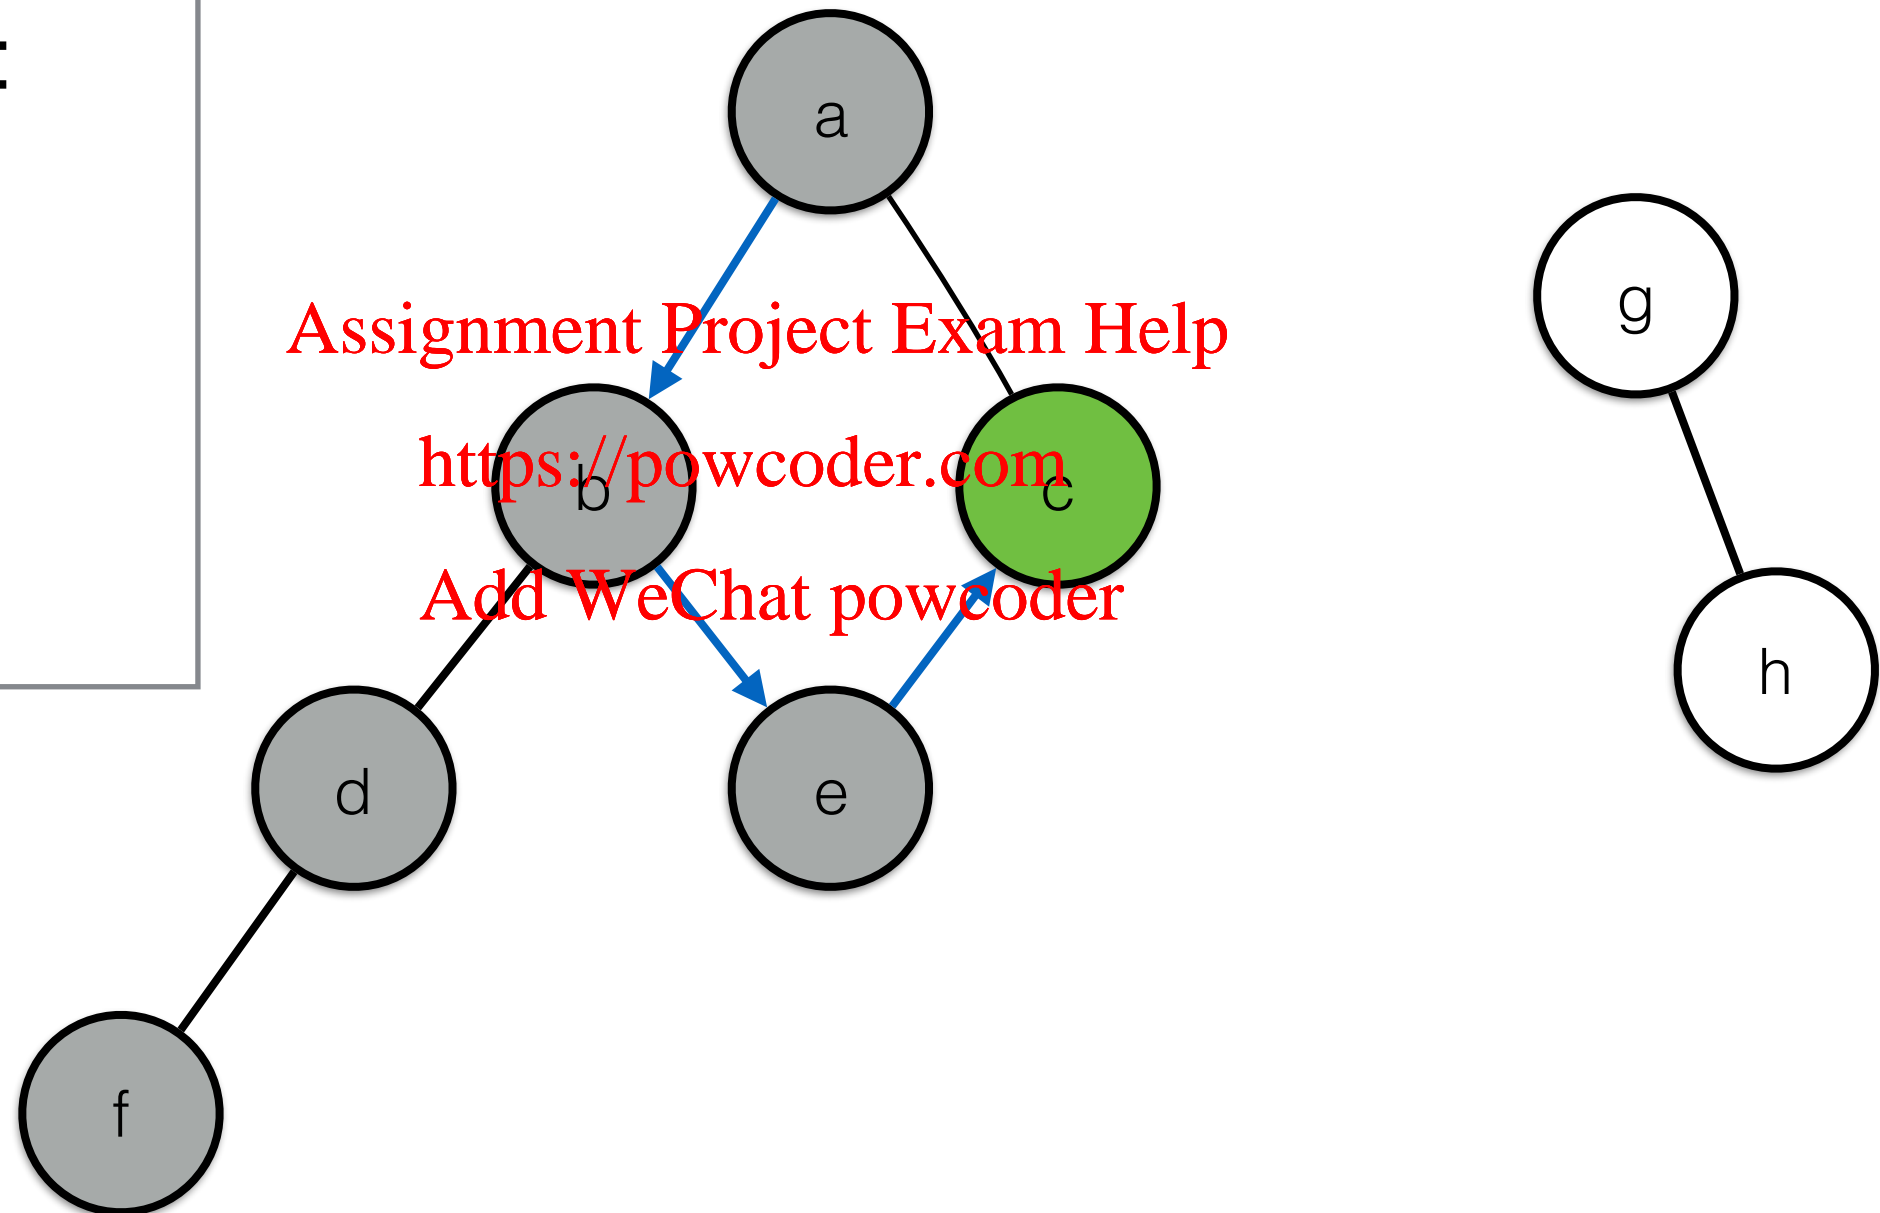 :
a
g
Assignment Project Exam Help
https://powcoder.com
b
c
Add WeChat powcoder
h
d
e
f